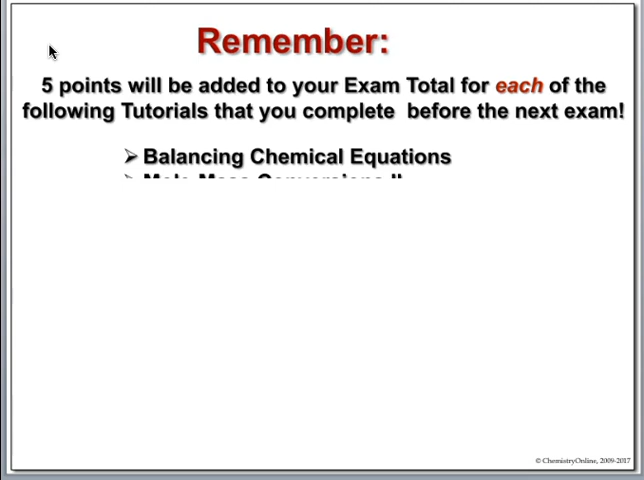 Remember:
5 points will be added to your Exam Total for each of the
following Tutorials that you complete before the next exam!
➢ Balancing Chemical Equations
© ChemistryOnline, 2009-2017